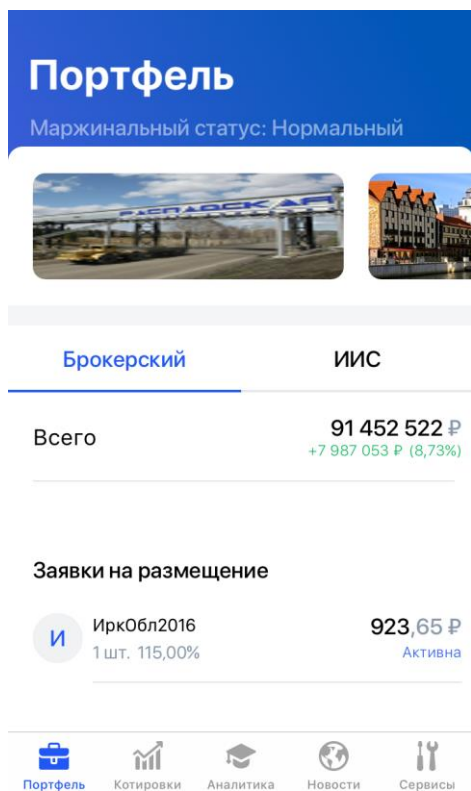 Портфель
Маржинальный статус: Нормальный
РАСПАДСКАЯ
Брокерский
ИИС
Всего
91 452 522 ₽
+7 987 053 ₽ (8,73%)
Заявки на размещение
И
ИркОбл2016
923,65 ₽
1 шт. 115,00%
Активна
Портфель
Котировки
Аналитика
Новости
Сервисы